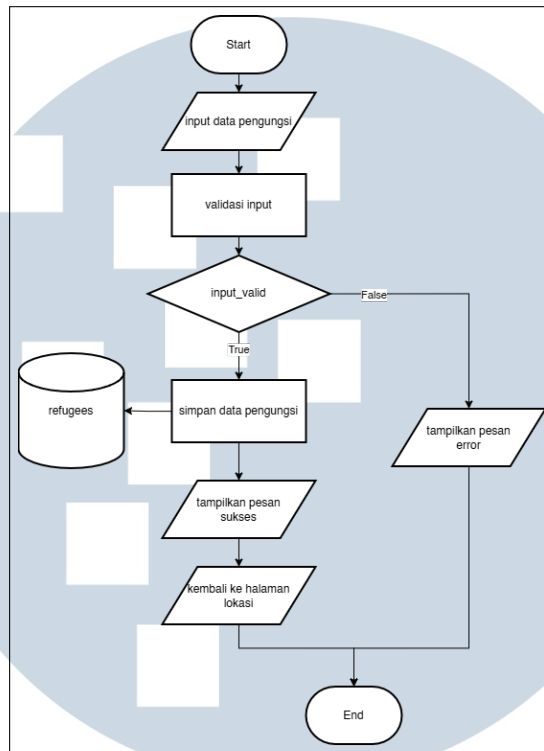 Start
input data pengungsi
validasi input
input_valid
False
True
refugees
simpan data pengungsi
tampilkan pesan
error
tampilkan pesan
sukses
kembali ke halaman
lokasi
End